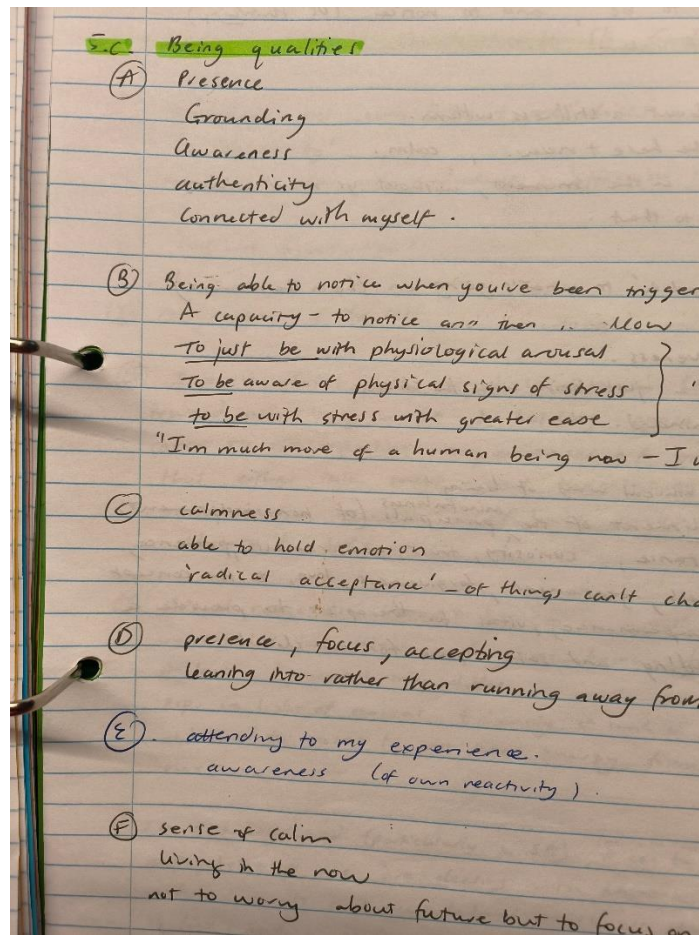 5.C. Being qualities
(A) Presence
Grounding
Awareness
authenticity
Connected with myself.
(B) Being able to notice when you've been trigger
A capacity - to notice and then .. slow
To just be with physiological arousal
To be aware of physical signs of stress
to be with stress with greater ease
"I'm much more of a human being now - I
(C) calmness
able to hold emotion
'radical acceptance' - of things can't
(D) presence, focus, accepting
leaning into rather than running away from
(E). attending to my experience.
awareness (of own reactivity).
(F) sense of calm
living in the now
not to worry about future but to focus on